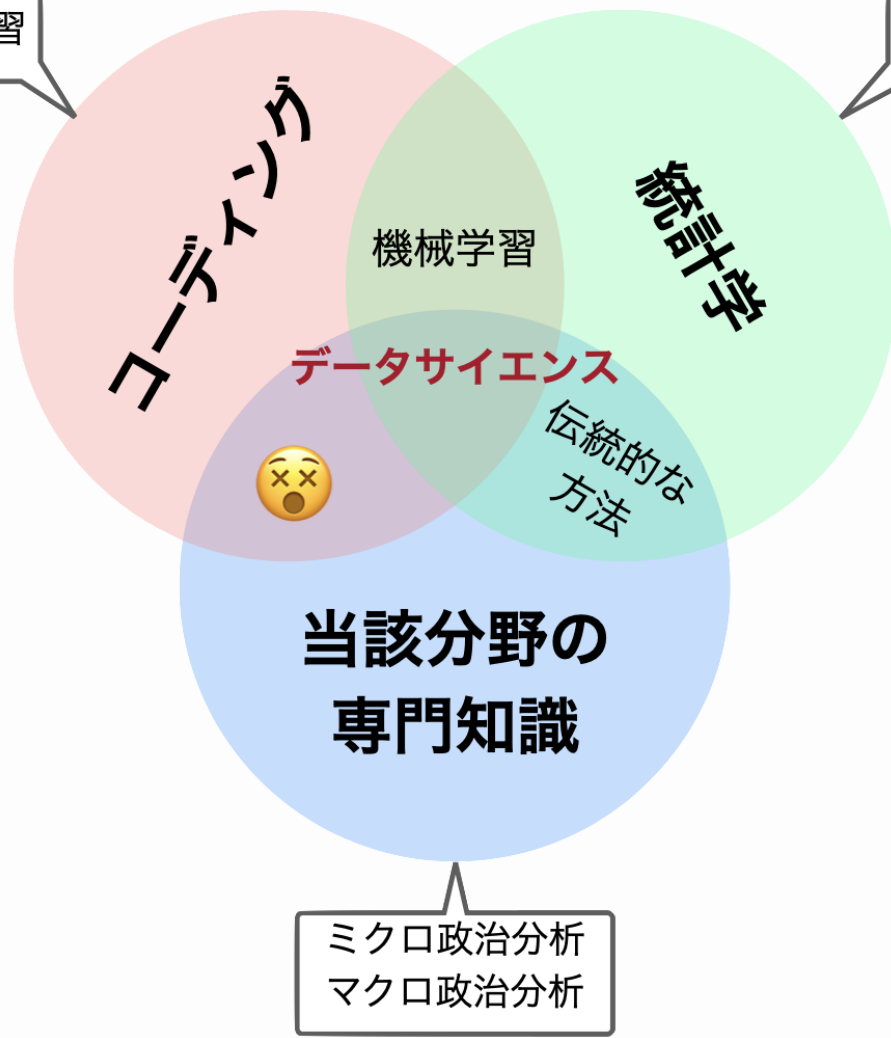 習
コーディング
統計学
機械学習
データサイエンス
伝統的な
方法
当該分野の
専門知識
ミクロ政治分析
マクロ政治分析